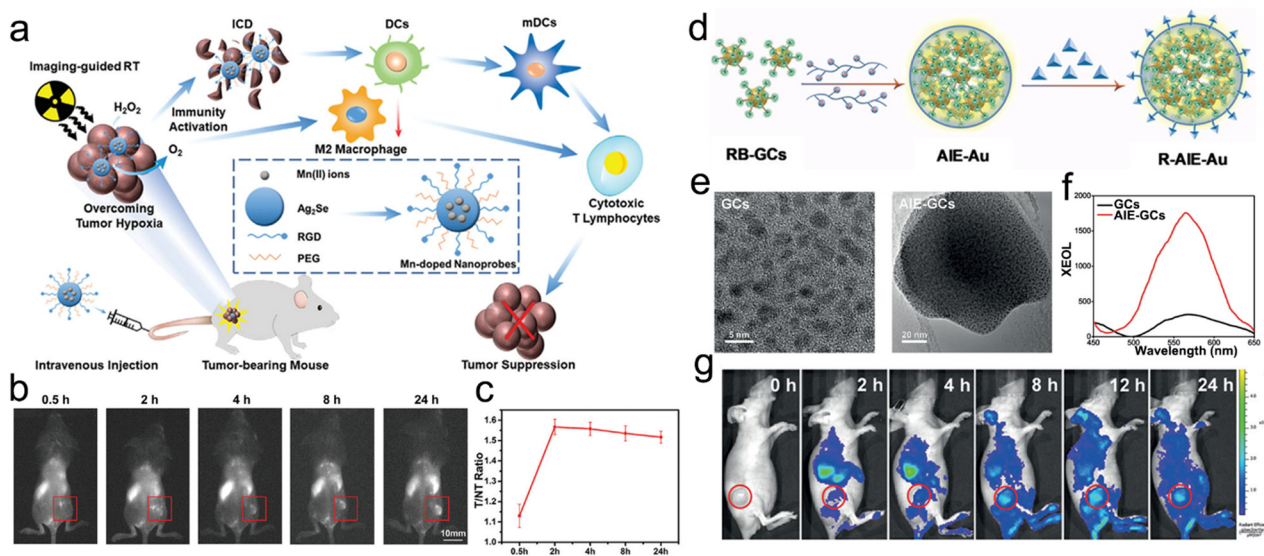 a
Imaging-guided RT
H2O2
O2
Overcoming
Tumor Hypoxia
ICD
Immunity
Activation
DCs
mDCs
M2 Macrophage
Cytotoxic
T Lymphocytes
Mn(II) ions
Ag2Se
RGD
PEG
Mn-doped Nanoprobes
Intravenous Injection
Tumor-bearing Mouse
Tumor Suppression
b
0.5 h
2 h
4 h
8 h
24 h
10mm
c
T/NT Ratio
1.6
1.5
1.4
1.3
1.2
1.1
0.5h
2h
4h
8h
24h
d
RB-GCs
AIE-Au
R-AIE-Au
e
GCs
5 nm
AIE-GCs
20 nm
f
XEOL
2000
1500
1000
500
0
GCs
AIE-GCs
450
500
550
600
650
Wavelength (nm)
g
0 h
2 h
4 h
8 h
12 h
24 h